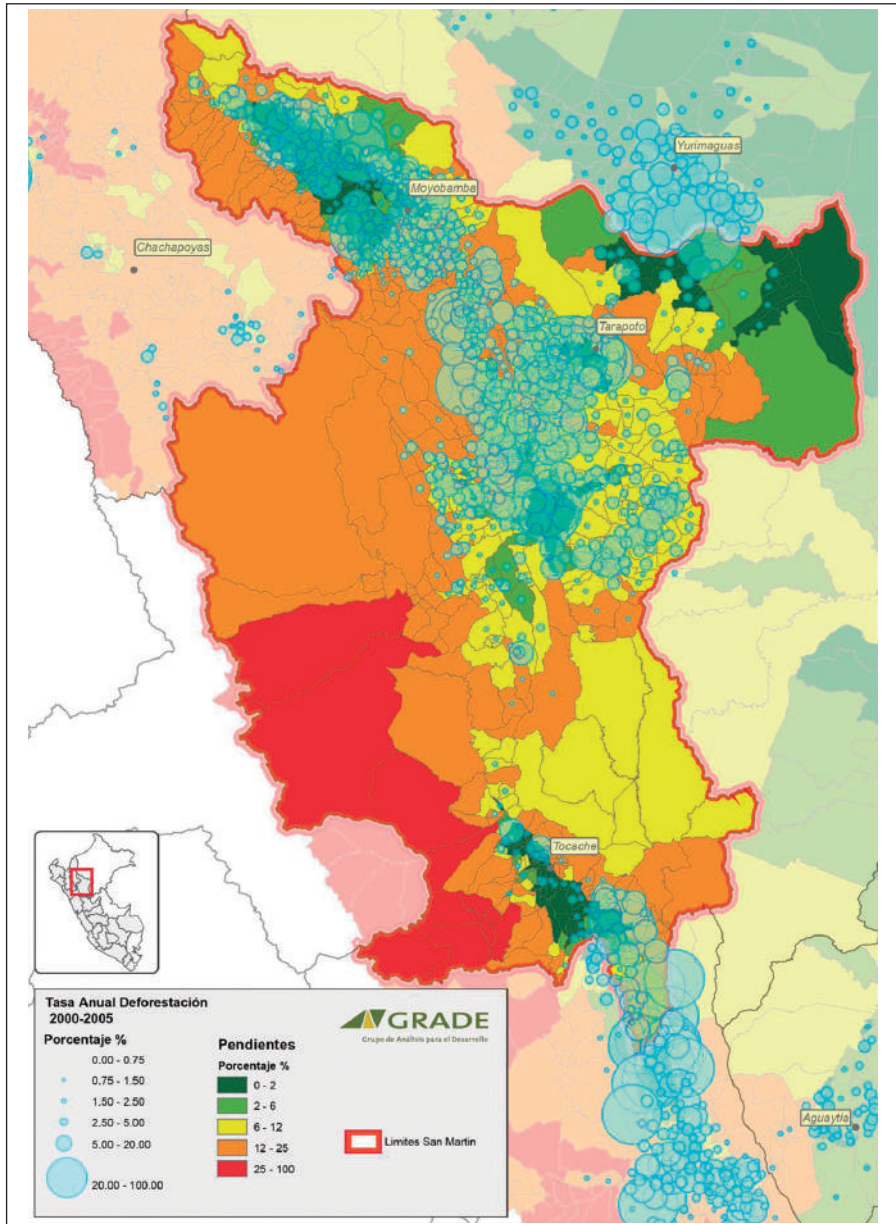 Yurimaguas
Moyobamba
Chachapoyas
Tarapoto
Tocache
Aguaytía
Tasa Anual Deforestación
2000-2005
Porcentaje %
0.00 - 0.75
0.75 - 1.50
1.50 - 2.50
2.50 - 5.00
5.00 - 20.00
20.00 - 100.00
GRADE
Grupo de Análisis para el Desarrollo
Pendientes
Porcentaje %
0 - 2
2 - 6
6 - 12
12 - 25
25 - 100
Limites San Martin